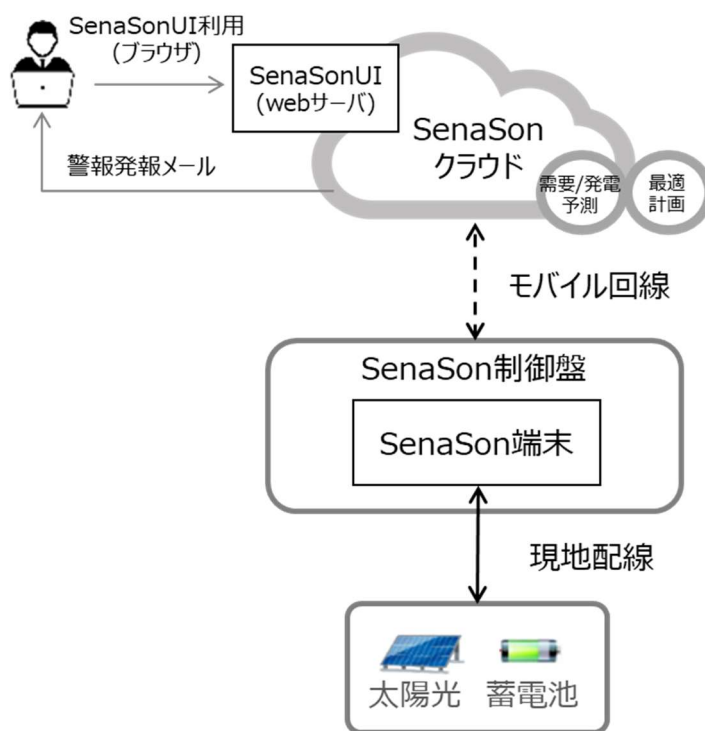 SenaSonUI利用
(ブラウザ)
SenaSonUI
(webサーバ)
SenaSon
クラウド
警報発報メール
需要/発電
予測
最適
計画
モバイル回線
SenaSon制御盤
SenaSon端末
現地配線
太陽光
蓄電池